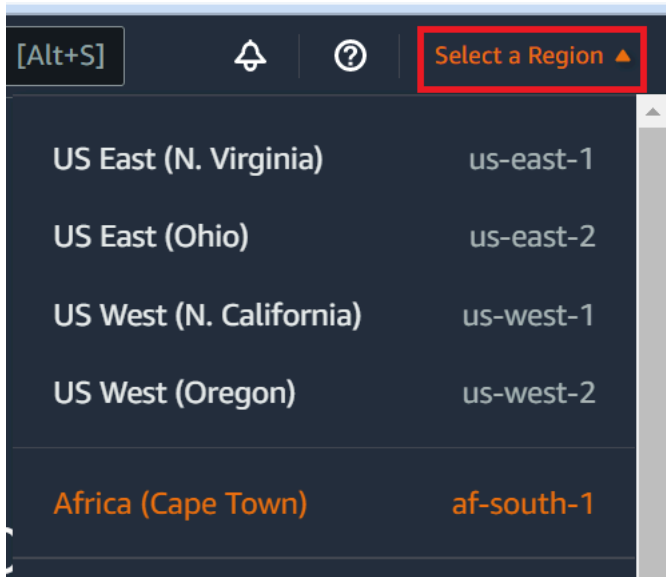 [Alt+S] Select a Region
US East (N. Virginia) us-east-1
US East (Ohio) us-east-2
US West (N. California) us-west-1
US West (Oregon) us-west-2
Africa (Cape Town) af-south-1